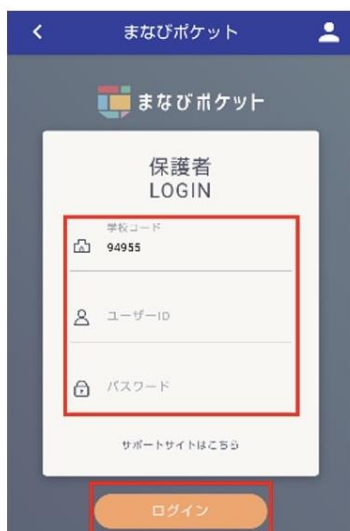 まなびポケット
まなびポケット
保護者
LOGIN
学校コード
94955
ユーザーID
パスワード
サポートサイトはこちら
ログイン